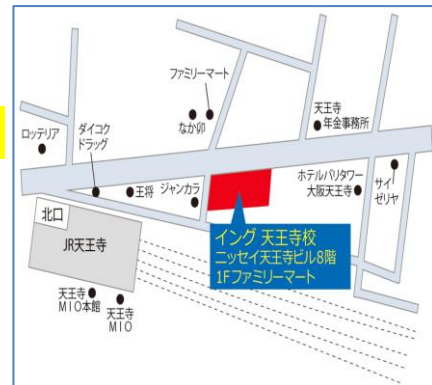 ファミリーマート
なか卯
天王寺
年金事務所
ロッテリア
ダイコク
ドラッグ
王将
ジャンカラ
ホテルバリタワー
大阪天王寺
サイ
ゼリヤ
北口
JR天王寺
イング 天王寺校
ニッセイ天王寺ビル8階
1Fファミリーマート
天王寺
MIO本館
天王寺
MIO